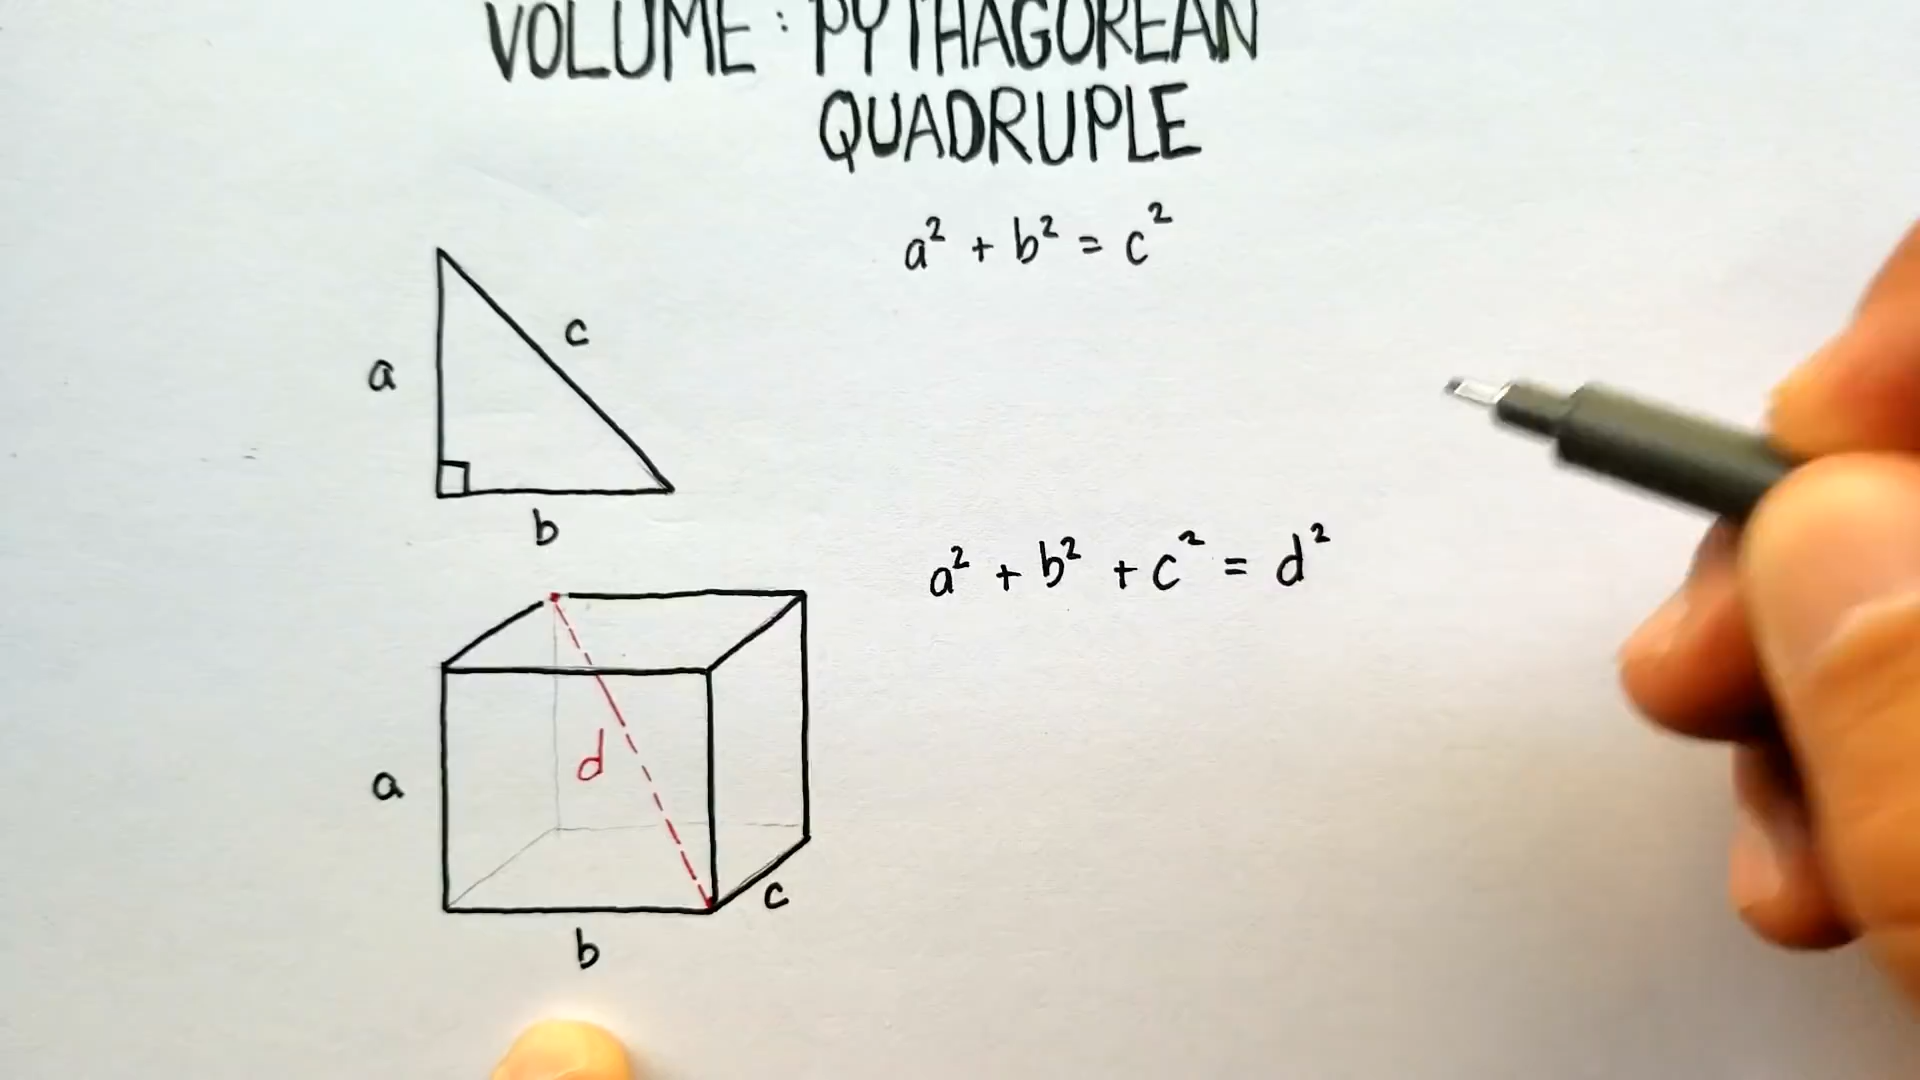 VOLUME : PYTHAGOREAN
QUADRUPLE
a² + b² = c²
c
a
b
a² + b² + c² = d²
d
a
c
b